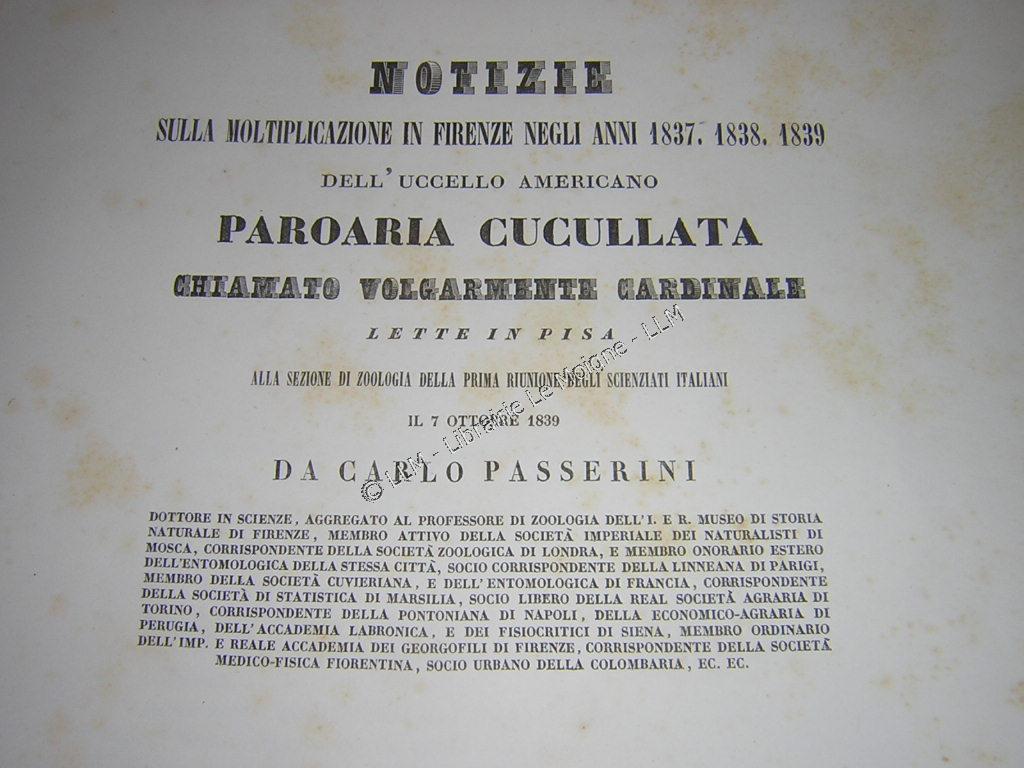 NOTIZIE
SULLA MOLTIPLICAZIONE IN FIRENZE NEGLI ANNI 1837. 1838. 1839
DELL'UCCELLO AMERICANO
PAROARIA CUCULLATA
CHIAMATO VOLGARMENTE CARDINALE
LETTE IN PISA
ALLA SEZIONE DI ZOOLOGIA DELLA PRIMA RIUNIONE DEGLI SCIENZIATI ITALIANI
IL 7 OTTOBRE 1839
DA CARLO PASSERINI
© LLM - Librairie Le Moigne - LLM
DOTTORE IN SCIENZE, AGGREGATO AL PROFESSORE DI ZOOLOGIA DELL'I. E R. MUSEO DI STORIA
NATURALE DI FIRENZE, MEMBRO ATTIVO DELLA SOCIETÀ IMPERIALE DEI NATURALISTI DI
MOSCA, CORRISPONDENTE DELLA SOCIETÀ ZOOLOGICA DI LONDRA, E MEMBRO ONORARIO ESTERO
DELL'ENTOMOLOGICA DELLA STESSA CITTÀ, SOCIO CORRISPONDENTE DELLA LINNEANA DI PARIGI,
MEMBRO DELLA SOCIETÀ CUVIERIANA, E DELL'ENTOMOLOGICA DI FRANCIA, CORRISPONDENTE
DELLA SOCIETÀ DI STATISTICA DI MARSILIA, SOCIO LIBERO DELLA REAL SOCIETÀ AGRARIA DI
TORINO, CORRISPONDENTE DELLA PONTONIANA DI NAPOLI, DELLA ECONOMICO-AGRARIA DI
PERUGIA, DELL'ACCADEMIA LABRONICA, E DEI FISIOCRITICI DI SIENA, MEMBRO ORDINARIO
DELL'IMP. E REALE ACCADEMIA DEI GEORGOFILI DI FIRENZE, CORRISPONDENTE DELLA SOCIETÀ
MEDICO-FISICA FIORENTINA, SOCIO URBANO DELLA COLOMBARIA, EC. EC.